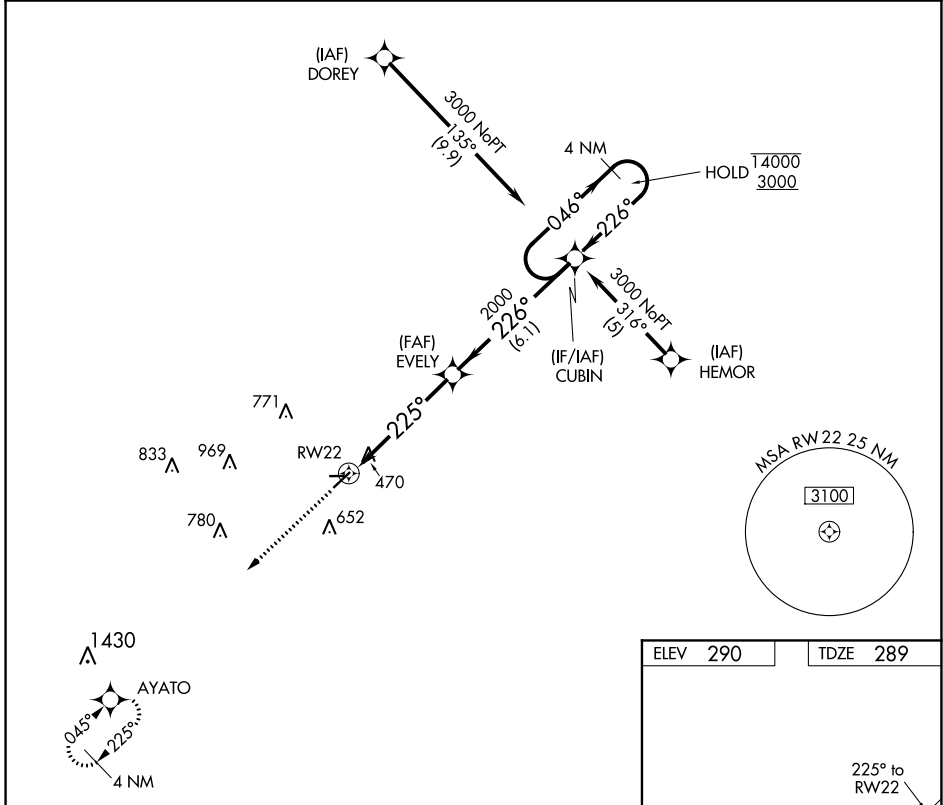 (IAF)
DOREY
3000 NoPT
135°
(9.9)
4 NM
HOLD 14000
3000
046°
226°
2000
226°
(6.1)
3000 NoPT
316°
(5)
(IF/IAF)
CUBIN
(IAF)
HEMOR
(FAF)
EVELY
225°
771
833
969
RW22
470
780
652
MSA RW22 25 NM
3100
1430
AYATO
045°
225°
4 NM
ELEV 290
TDZE 289
225° to
RW22